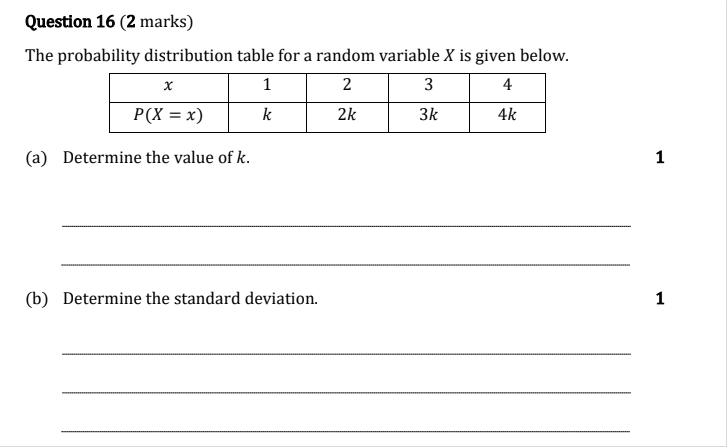 Question 16 (2 marks)
The probability distribution table for a random variable X is given below.
x 1 2 3 4
P(X = x) k 2k 3k 4k
(a) Determine the value of k. 1
(b) Determine the standard deviation. 1